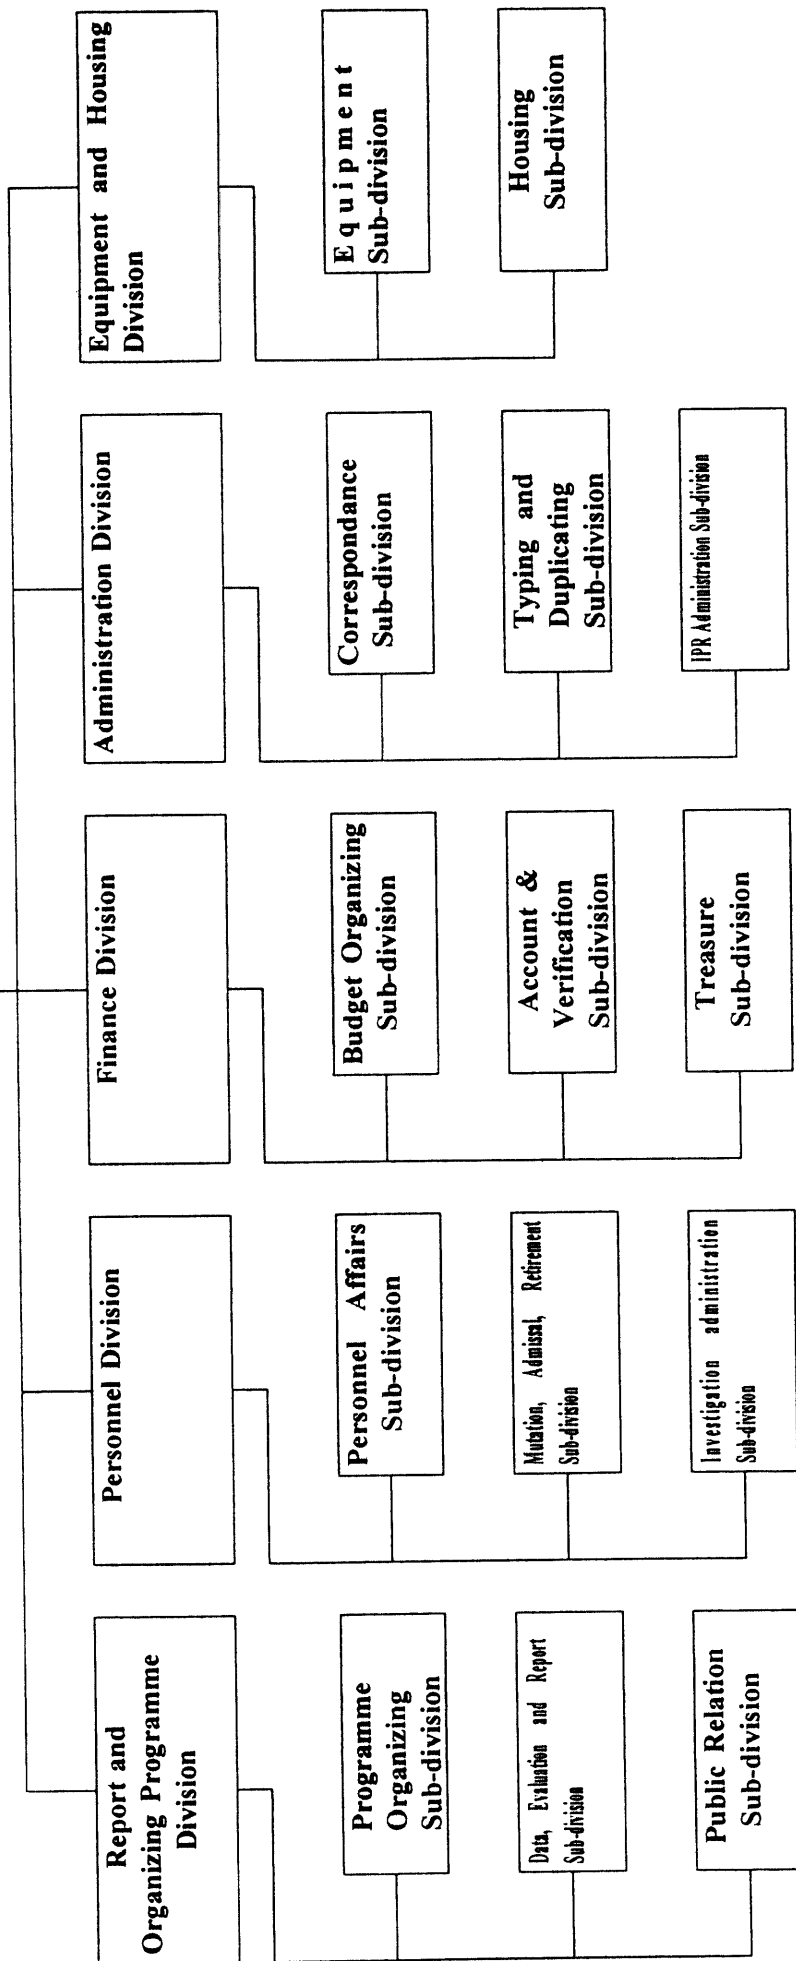 Report and
Organizing Programme
Division
Programme
Organizing
Sub-division
Data, Evaluation and Report
Sub-division
Public Relation
Sub-division
Personnel Division
Personnel Affairs
Sub-division
Mutation, Admissal, Retirement
Sub-division
Investigation administration
Sub-division
Finance Division
Budget Organizing
Sub-division
Account &
Verification
Sub-division
Treasure
Sub-division
Administration Division
Correspondance
Sub-division
Typing and
Duplicating
Sub-division
IPR Administration Sub-division
Equipment and Housing
Division
Equipment
Sub-division
Housing
Sub-division